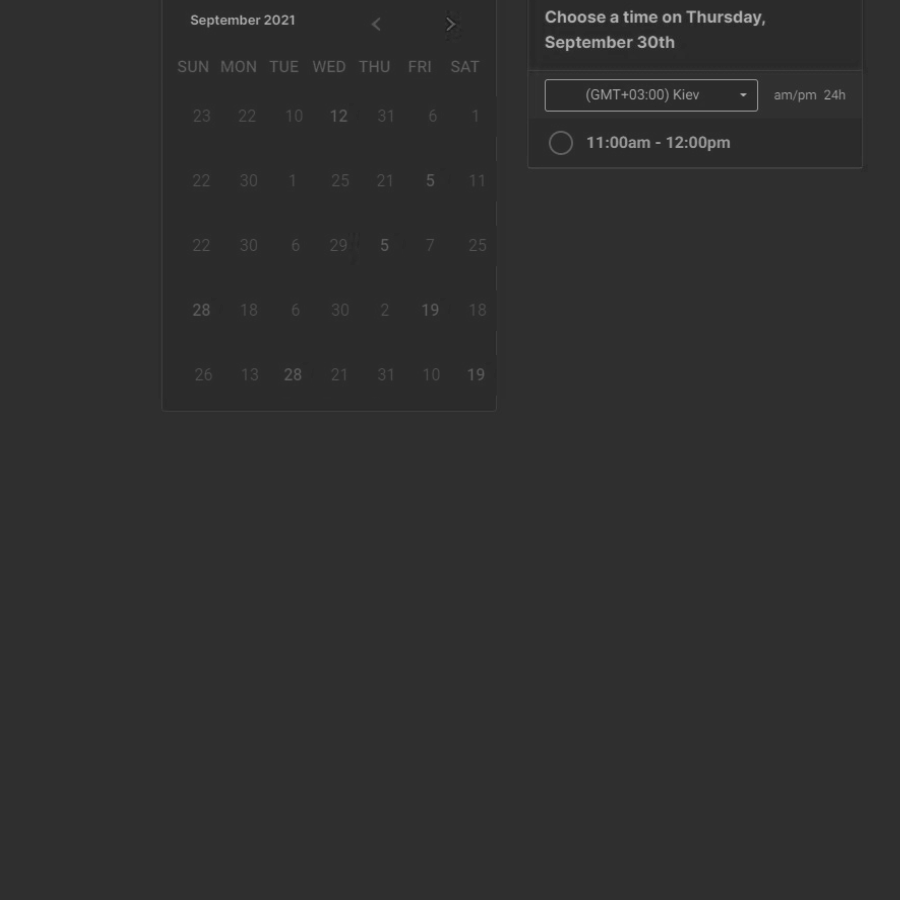 September 2021
SUN MON TUE WED THU FRI SAT
23 22 10 12 31 6 1
22 30 1 25 21 5 11
22 30 6 29 5 7 25
28 18 6 30 2 19 18
26 13 28 21 31 10 19
Choose a time on Thursday,
September 30th
(GMT+03:00) Kiev am/pm 24h
11:00am - 12:00pm